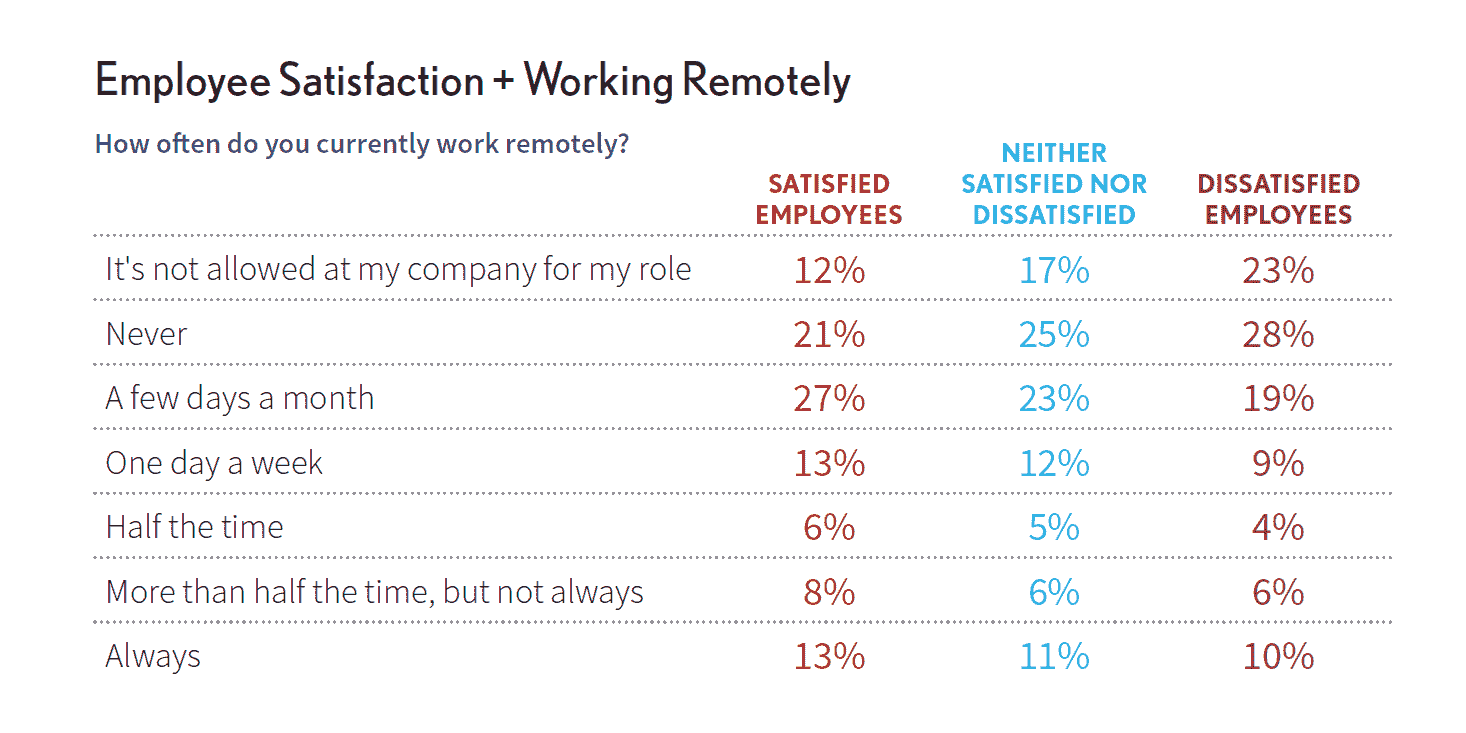 Employee Satisfaction + Working Remotely
How often do you currently work remotely?
SATISFIED
EMPLOYEES
NEITHER
SATISFIED NOR
DISSATISFIED
DISSATISFIED
EMPLOYEES
It's not allowed at my company for my role 12% 17% 23%
Never 21% 25% 28%
A few days a month 27% 23% 19%
One day a week 13% 12% 9%
Half the time 6% 5% 4%
More than half the time, but not always 8% 6% 6%
Always 13% 11% 10%